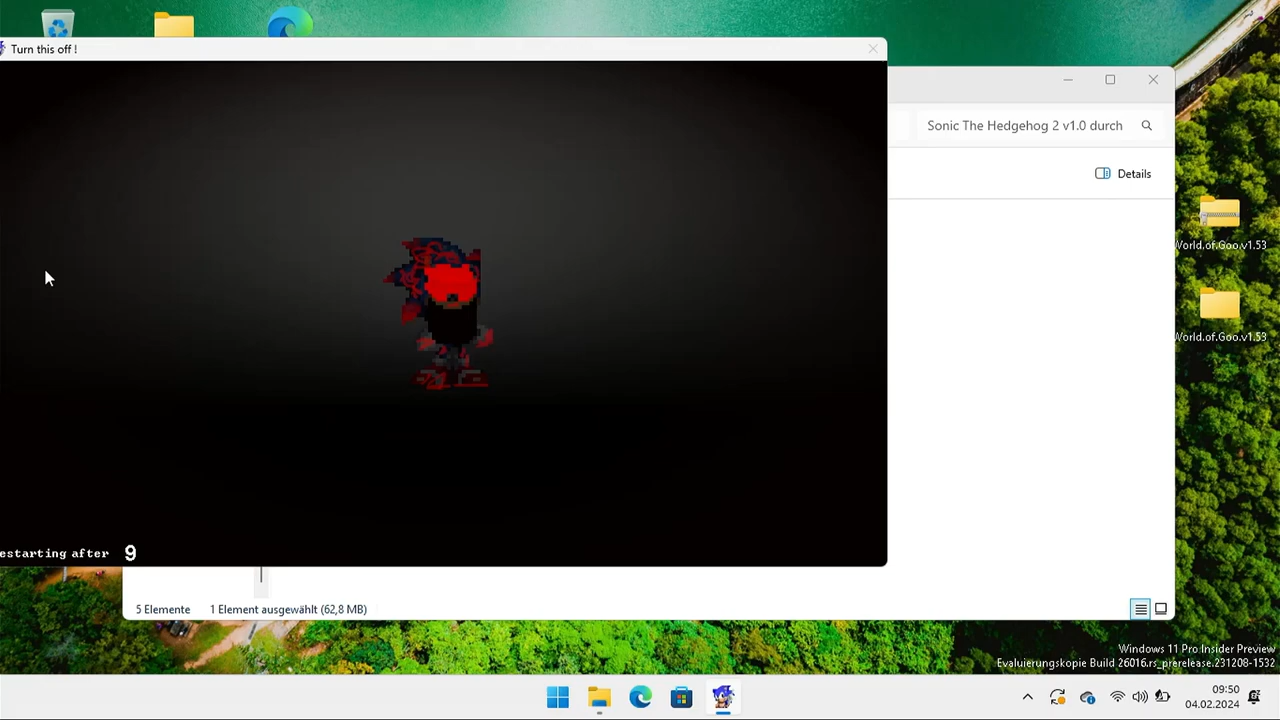 Turn this off !
Sonic The Hedgehog 2 v1.0 durch
Details
World.of.Goo.v1.53
World.of.Goo.v1.53
estarting after 9
5 Elemente 1 Element ausgewählt (62,8 MB)
Windows 11 Pro Insider Preview
Evaluierungskopie Build 26016.rs_prerelease.231208-1532
09:50
04.02.2024